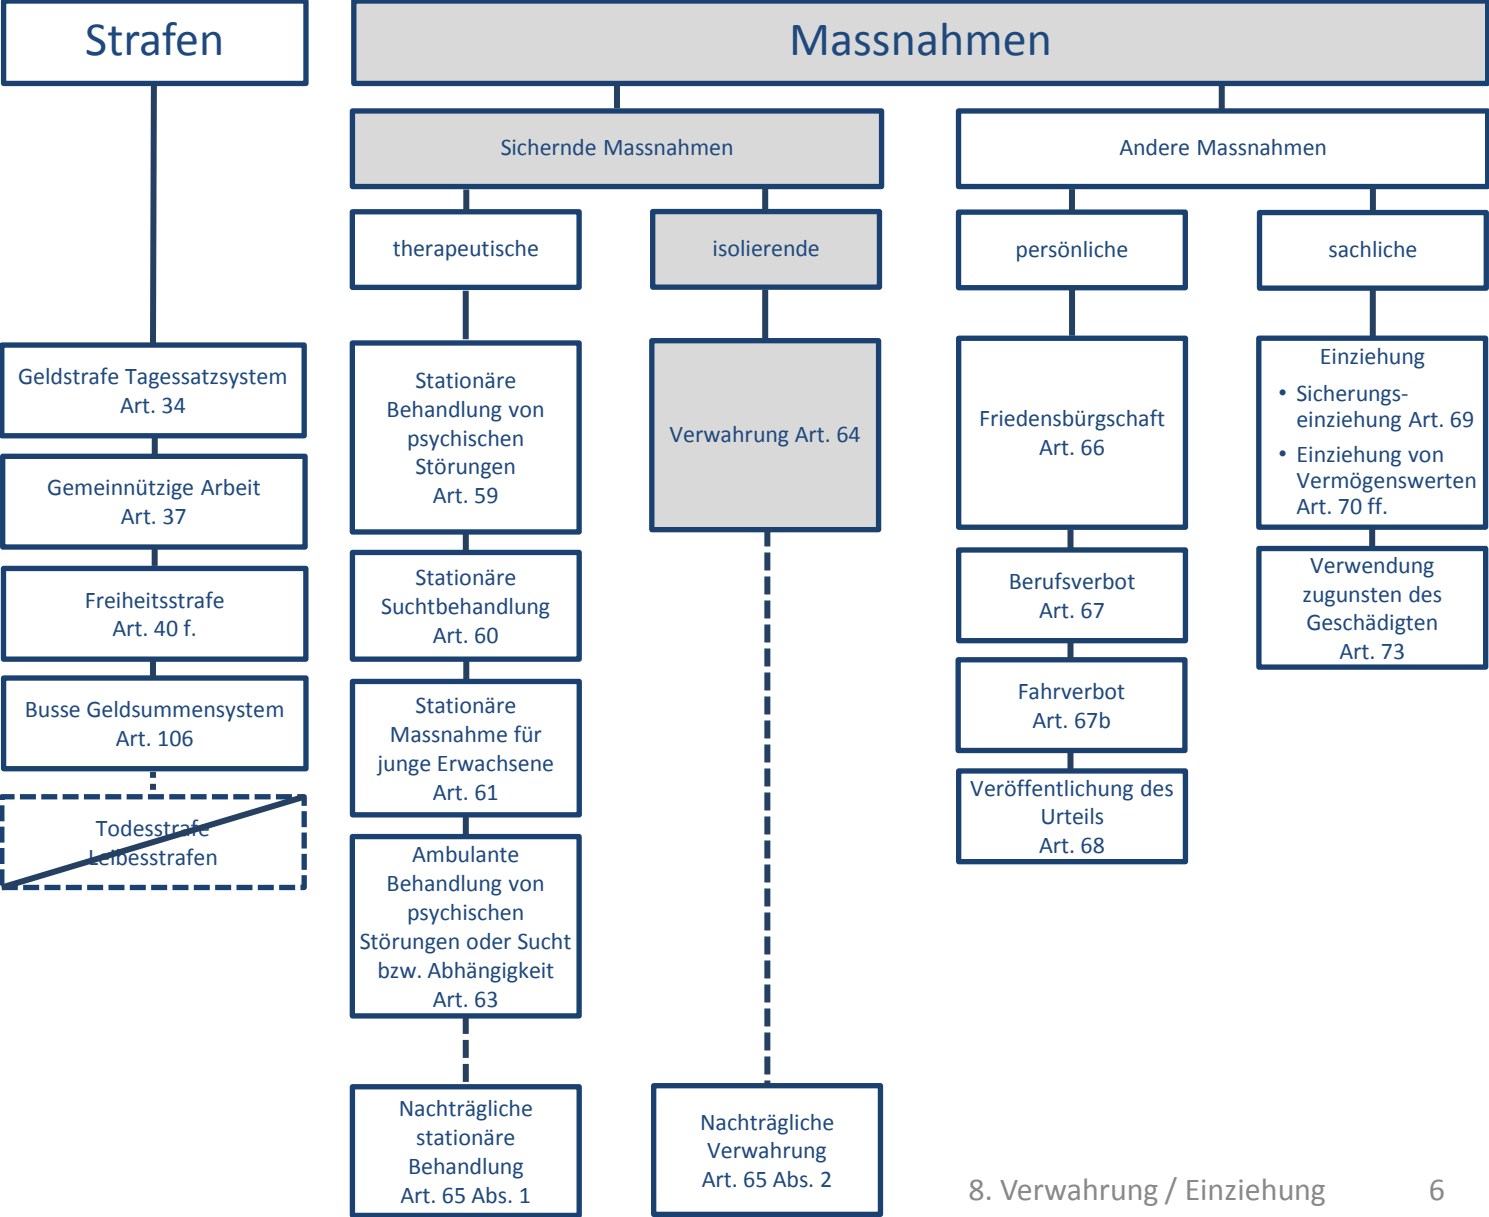 Strafen
Massnahmen
Sichernde Massnahmen
Andere Massnahmen
therapeutische
isolierende
persönliche
sachliche
Geldstrafe Tagessatzsystem
Art. 34
Gemeinnützige Arbeit
Art. 37
Freiheitsstrafe
Art. 40 f.
Busse Geldsummensystem
Art. 106
Todesstrafe
Leibesstrafen
Stationäre
Behandlung von
psychischen
Störungen
Art. 59
Stationäre
Suchtbehandlung
Art. 60
Stationäre
Massnahme für
junge Erwachsene
Art. 61
Ambulante
Behandlung von
psychischen
Störungen oder Sucht
bzw. Abhängigkeit
Art. 63
Nachträgliche
stationäre
Behandlung
Art. 65 Abs. 1
Verwahrung Art. 64
Nachträgliche
Verwahrung
Art. 65 Abs. 2
Friedensbürgschaft
Art. 66
Berufsverbot
Art. 67
Fahrverbot
Art. 67b
Veröffentlichung des
Urteils
Art. 68
Einziehung
• Sicherungs-
einziehung Art. 69
• Einziehung von
Vermögenswerten
Art. 70 ff.
Verwendung
zugunsten des
Geschädigten
Art. 73
8. Verwahrung / Einziehung 6